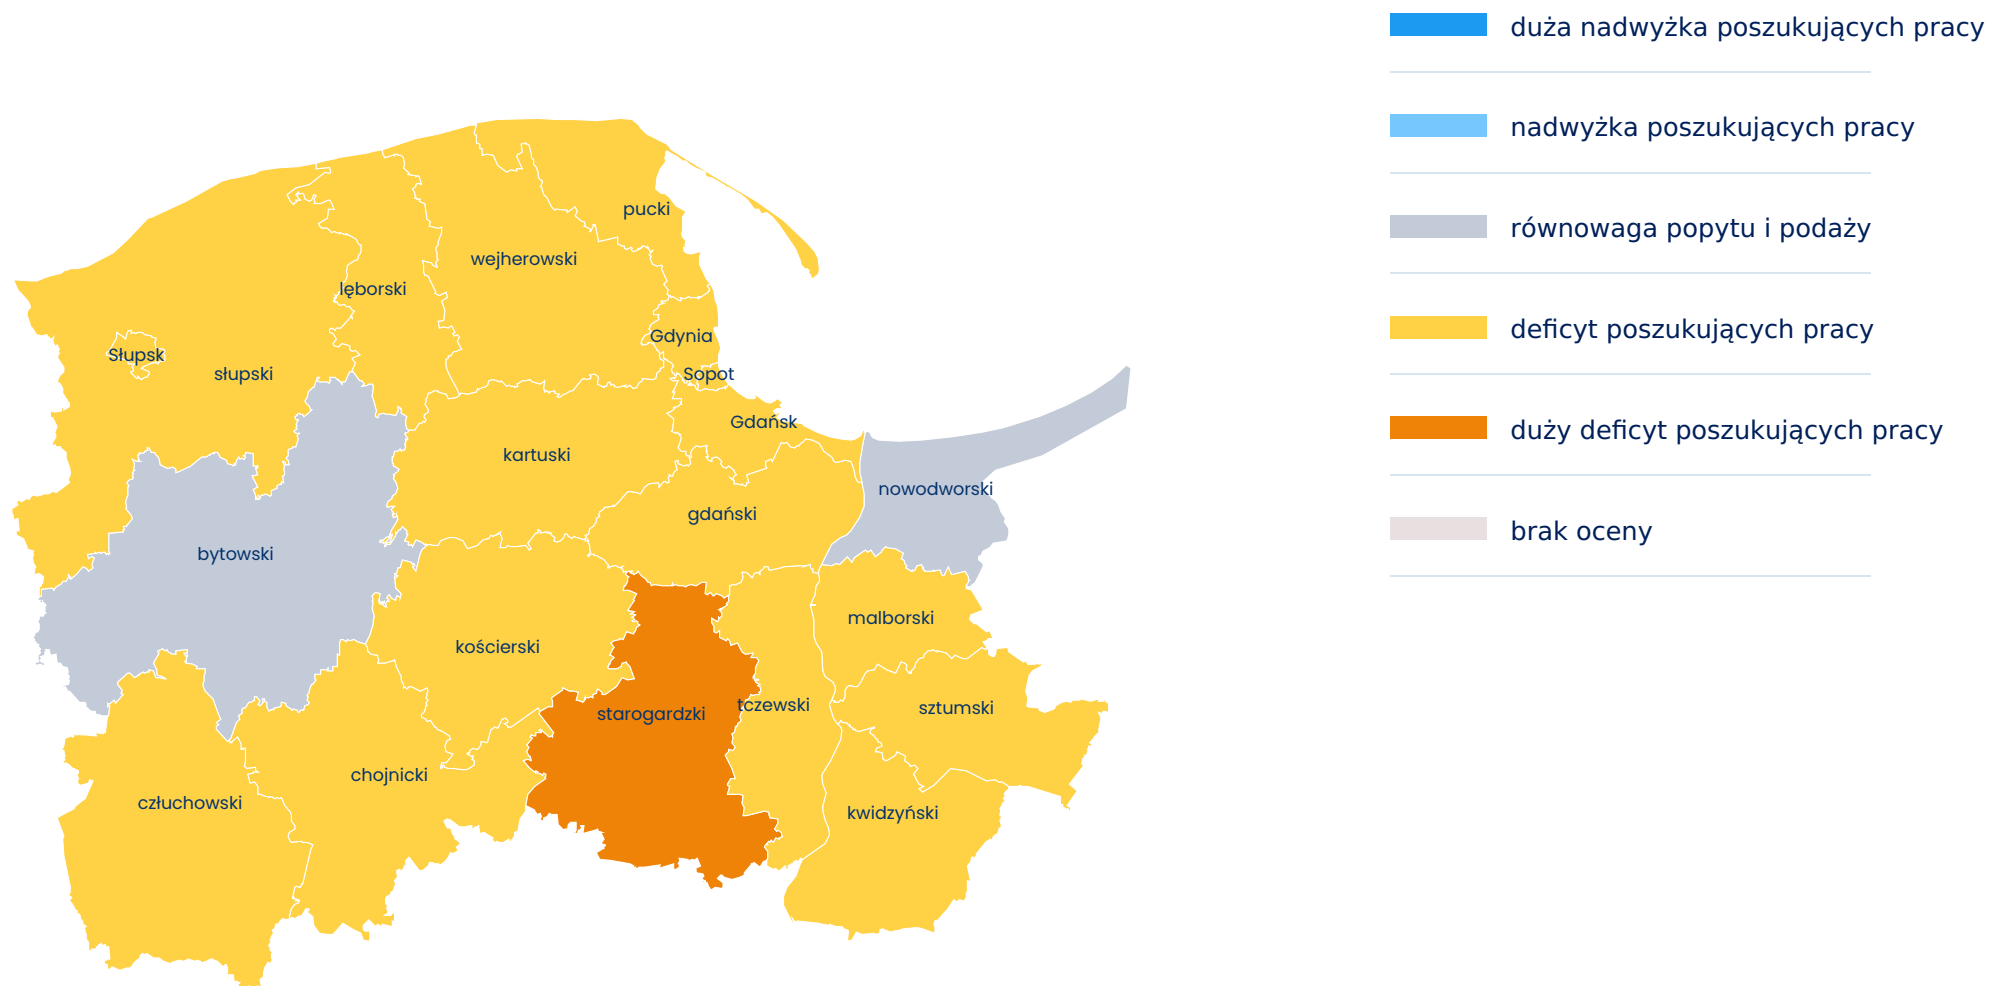 duża nadwyżka poszukujących pracy
nadwyżka poszukujących pracy
równowaga popytu i podaży
deficyt poszukujących pracy
duży deficyt poszukujących pracy
brak oceny
pucki
wejherowski
lęborski
Gdynia
Słupsk
słupski
Sopot
Gdańsk
kartuski
nowodworski
gdański
bytowski
malborski
kościerski
tczewski
sztumski
starogardzki
chojnicki
człuchowski
kwidzyński